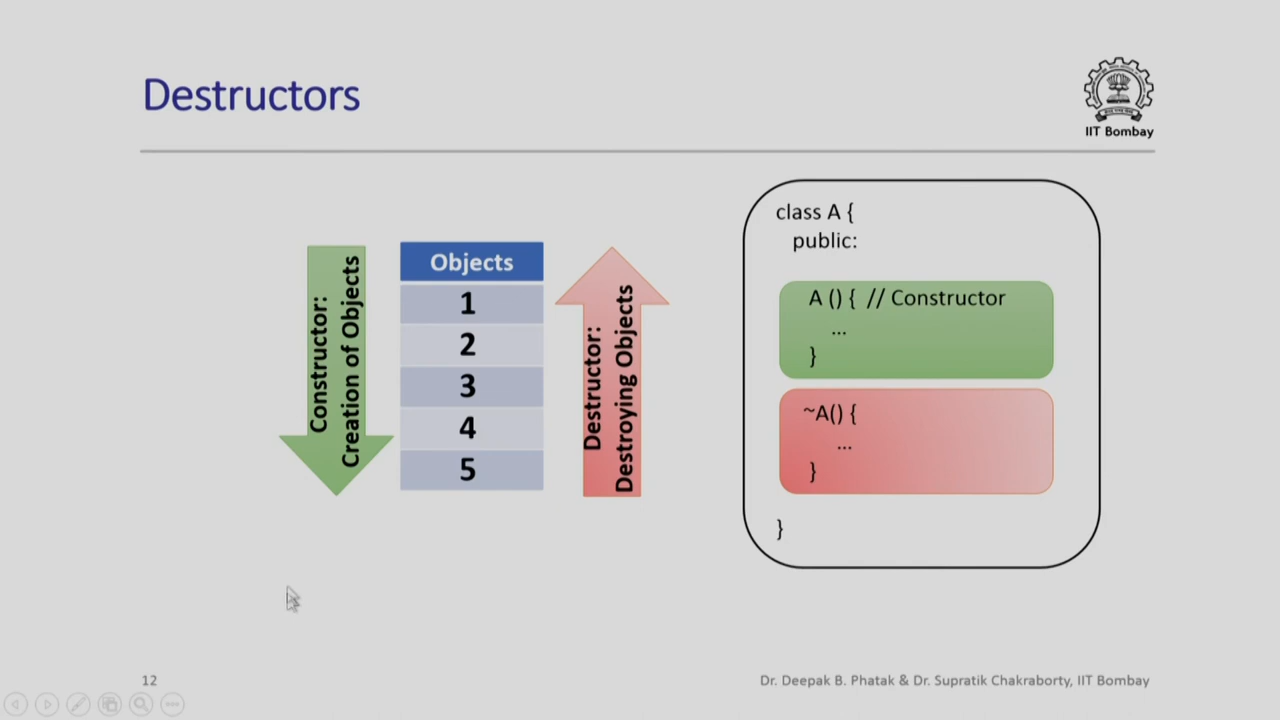 Destructors
IIT Bombay
Constructor:
Creation of Objects
Objects
1
2
3
4
5
Destructor:
Destroying Objects
class A {
public:
A () { // Constructor
...
}
~A() {
...
}
}
12
Dr. Deepak B. Phatak & Dr. Supratik Chakraborty, IIT Bombay